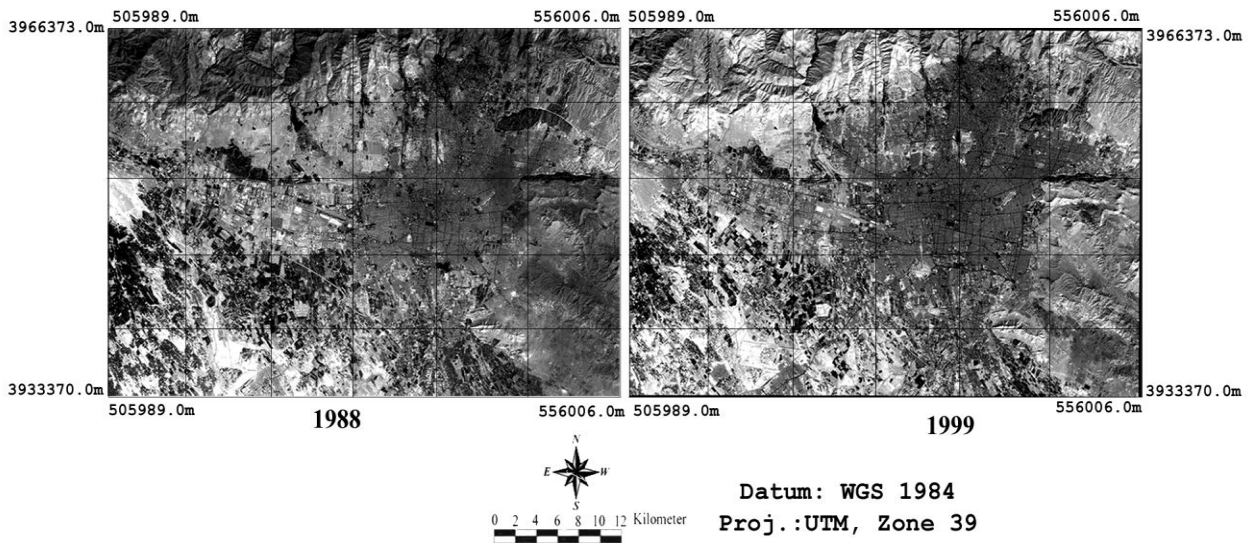 505989.0m 556006.0m 556006.0m
3966373.0m 3966373.0m
3933370.0m 3933370.0m
505989.0m 556006.0m 505989.0m 556006.0m
1988 1999
N
E W
S
0 2 4 6 8 10 12 Kilometer
Datum: WGS 1984
Proj.:UTM, Zone 39